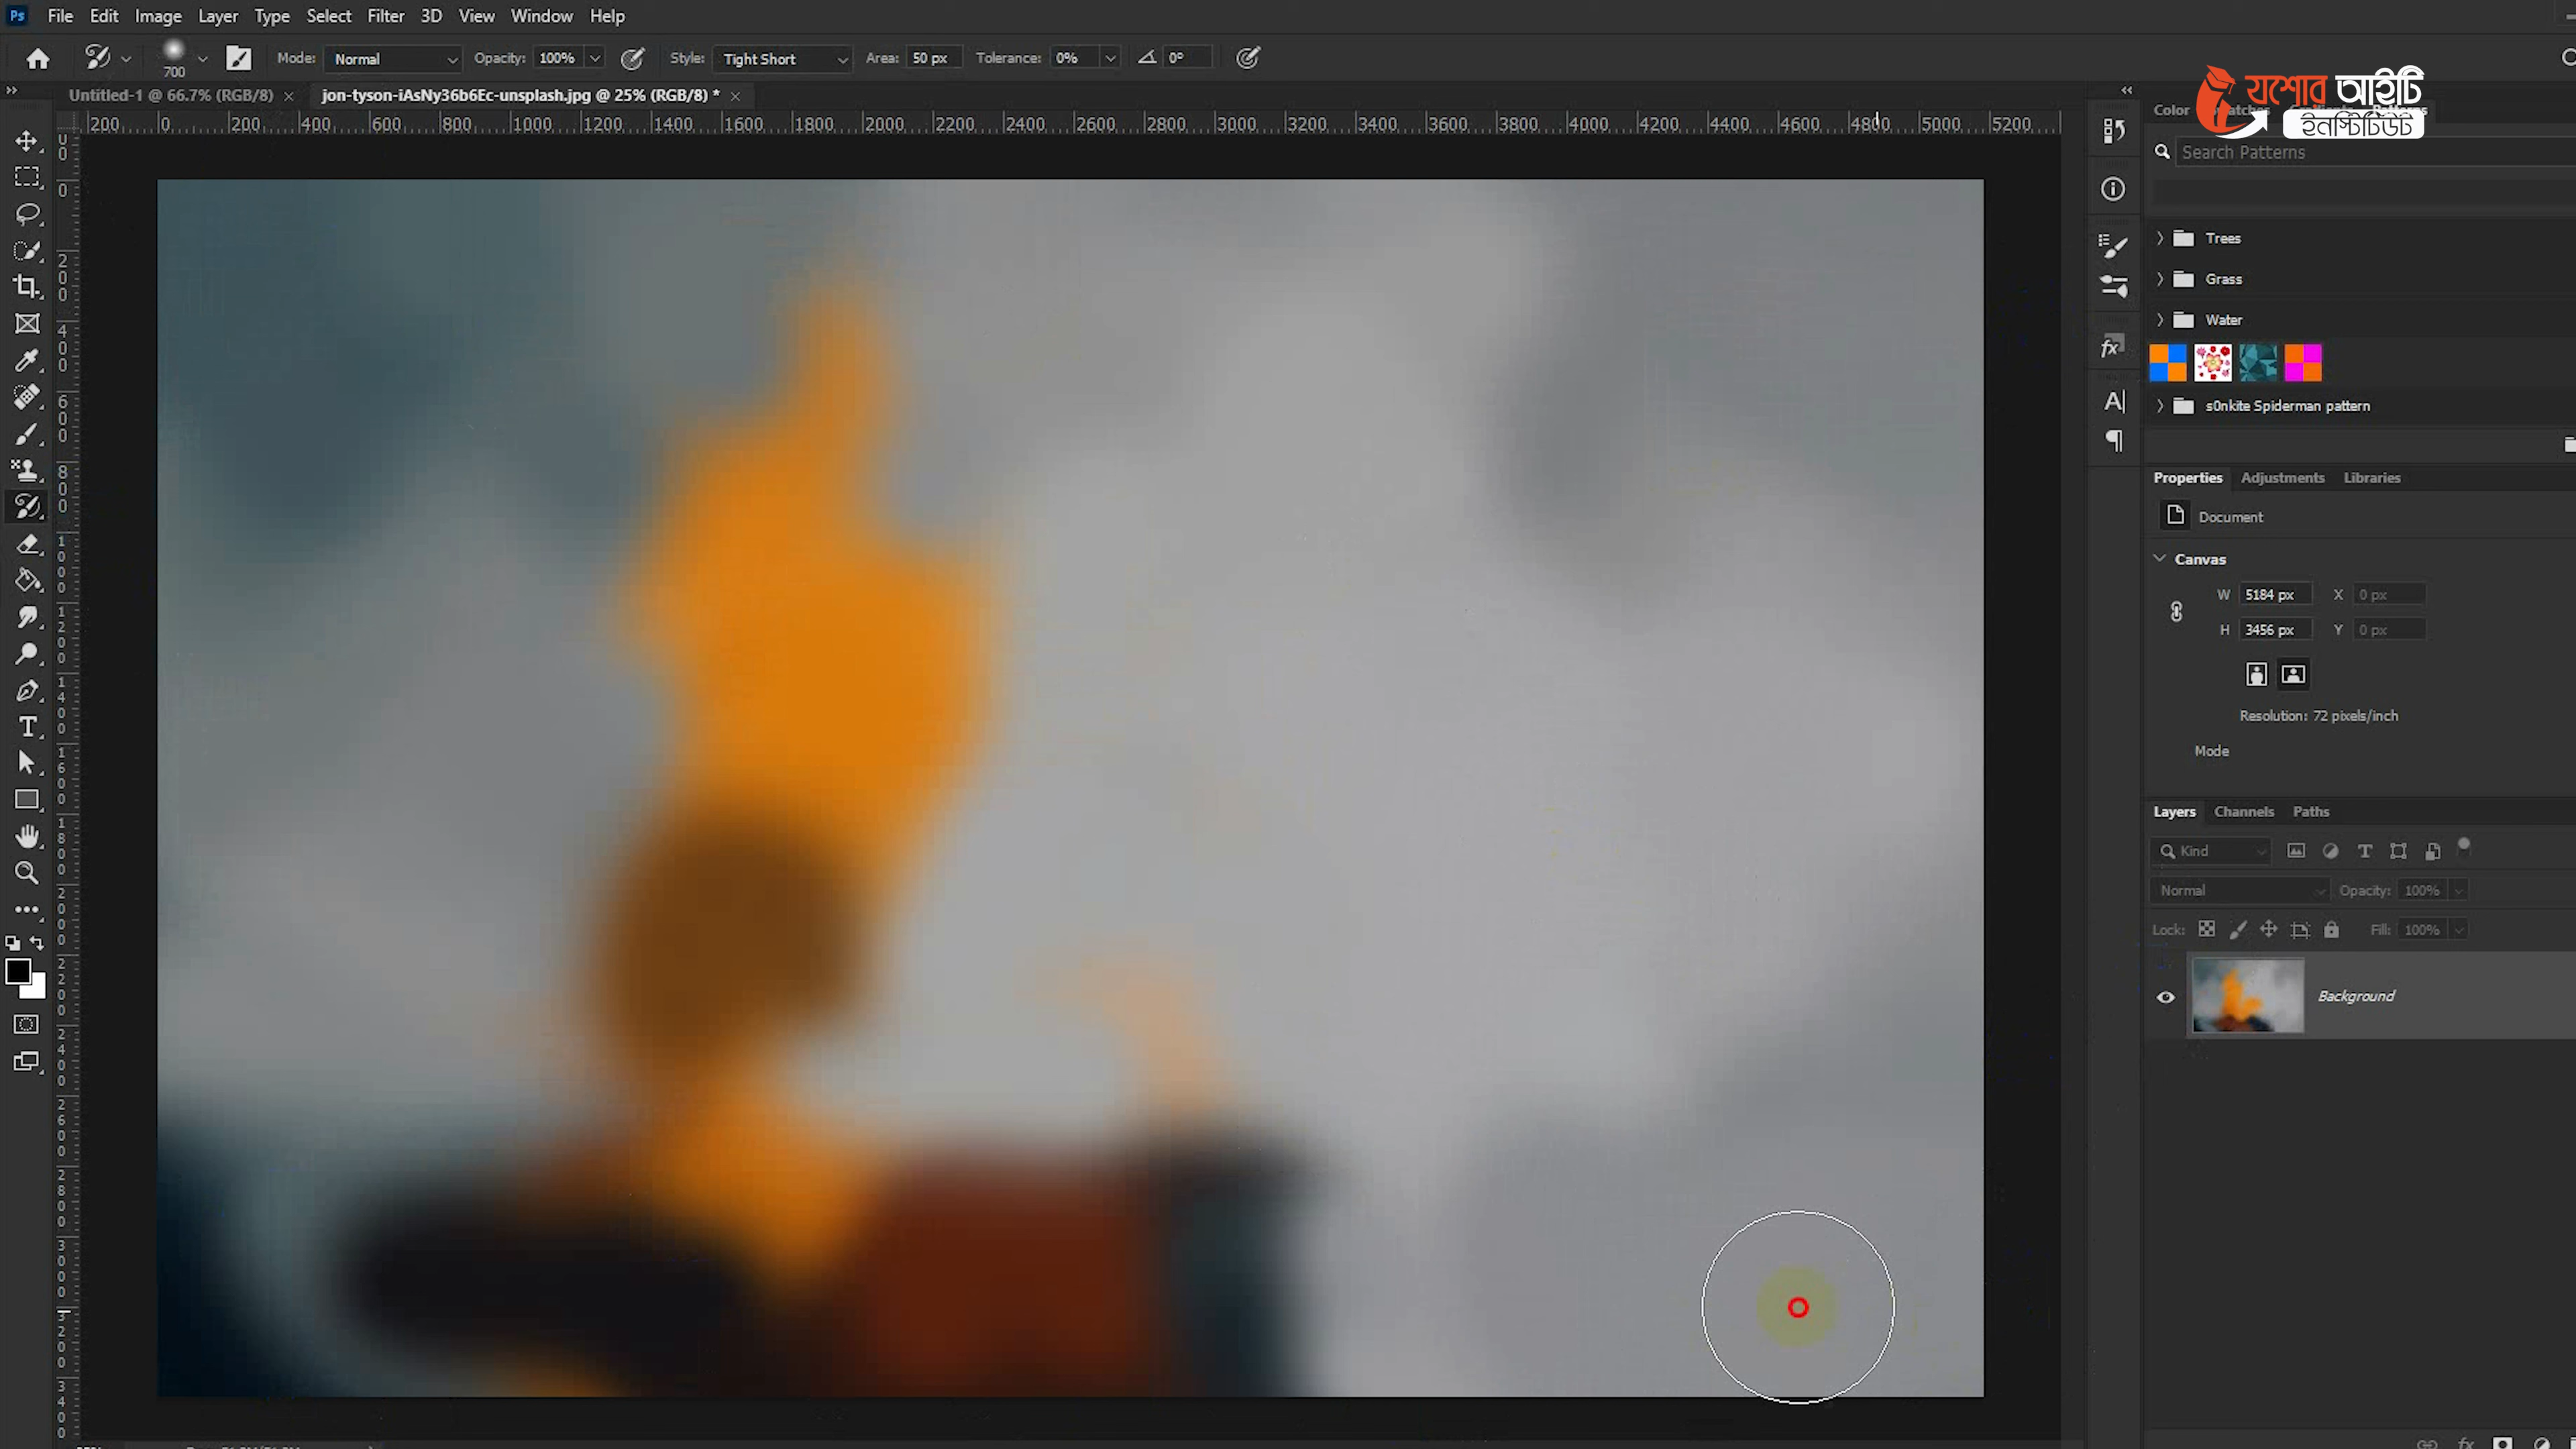 Ps File Edit Image Layer Type Select Filter 3D View Window Help
700 Mode: Normal Opacity: 100% Style: Tight Short Area: 50 px Tolerance: 0% 0°
Untitled-1 @ 66.7% (RGB/8) × jon-tyson-iAsNy36b6Ec-unsplash.jpg @ 25% (RGB/8) * ×
যশোর আইটি
ইনস্টিটিউট
Color
200 0 200 400 600 800 1000 1200 1400 1600 1800 2000 2200 2400 2600 2800 3000 3200 3400 3600 3800 4000 4200 4400 4600 4800 5000 5200
Search Patterns
Trees
Grass
Water
s0nkite Spiderman pattern
Properties Adjustments Libraries
Document
Canvas
W 5184 px X 0 px
H 3456 px Y 0 px
Resolution: 72 pixels/inch
Mode
Layers Channels Paths
Kind
Normal Opacity: 100%
Lock: Fill: 100%
Background